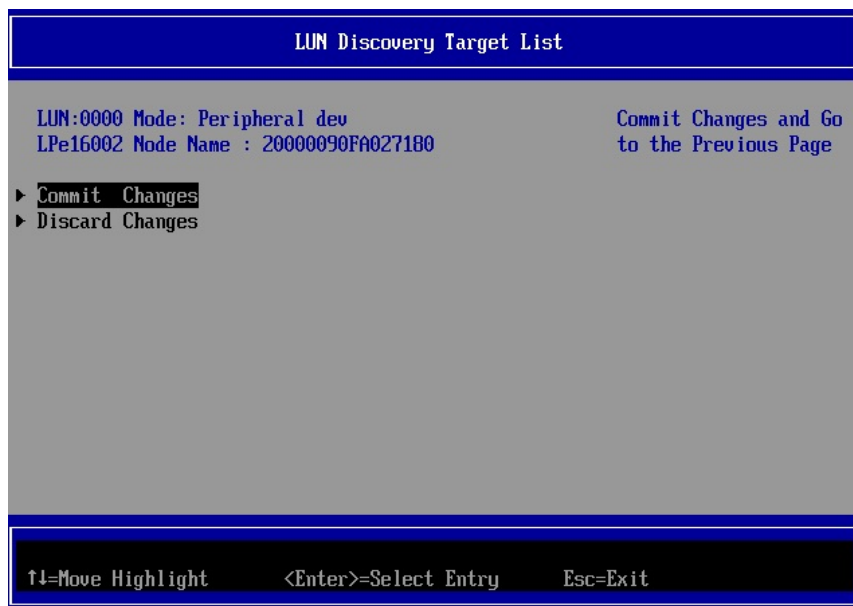 LUN Discovery Target List
LUN:0000 Mode: Peripheral dev
LPe16002 Node Name : 20000090FA027180
Commit Changes and Go
to the Previous Page
Commit  Changes
Discard Changes
↑↓=Move Highlight <Enter>=Select Entry Esc=Exit